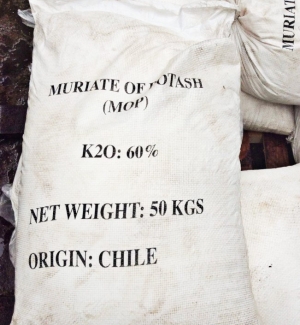 MURIATE OF POTASH
(MOP)
K2O: 60%
NET WEIGHT: 50 KGS
ORIGIN: CHILE
MURIAT